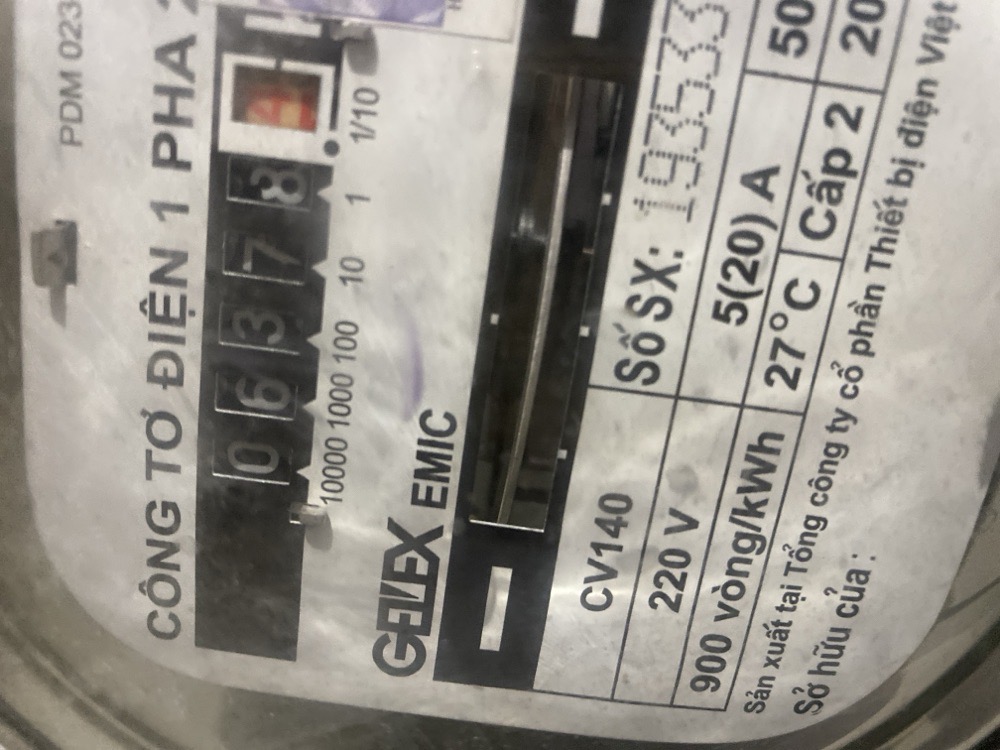 PDM 023
CÔNG TƠ ĐIỆN 1 PHA 2
0 6 3 7 8
10000 1000 100 10 1 1/10
GELEX EMIC
CV140 Số SX: 193533
220 V 5(20) A 50
900 vòng/kWh 27°C Cấp 2 20
Sản xuất tại Tổng công ty cổ phần Thiết bị điện Việt
Sở hữu của :